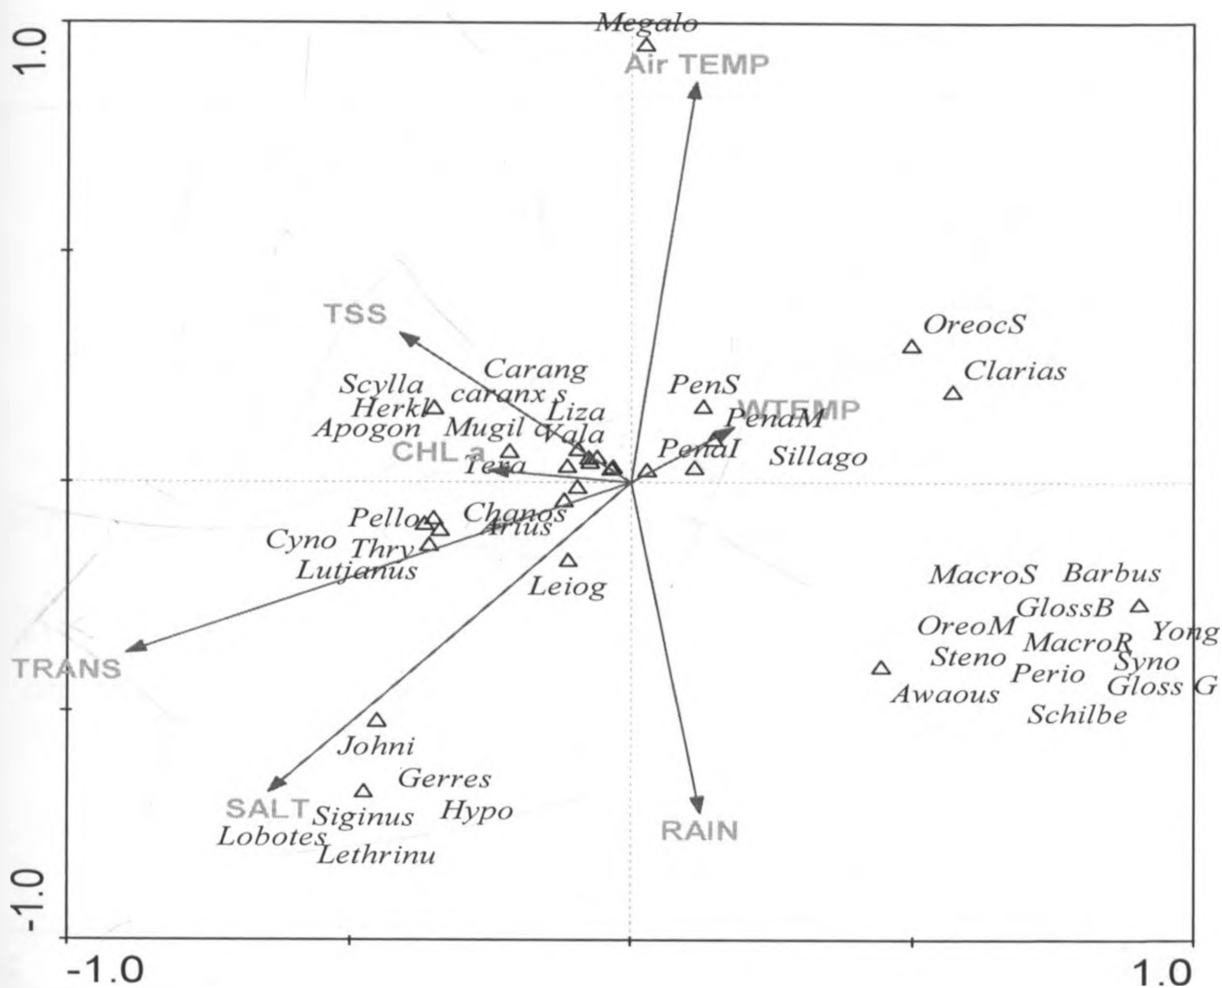 Megalo
1.0
Air TEMP
TSS
OreocS
Carang
Clarias
Scylla
caranx s
PenS
Herkl
Liza
WTEMP
PenaM
Apogon
Mugil c
Vala
CHL a
PenaI
Sillago
Tera
Pello
Chanos
Arius
Cyno
Thry
Lutjanus
Leiog
MacroS
Barbus
GlossB
OreoM
MacroR
Yong
Steno
Perio
Syno
Gloss G
Awaous
Schilbe
TRANS
Johni
Gerres
SALT
Siginus
Hypo
RAIN
Lobotes
Lethrinu
-1.0
-1.0
1.0